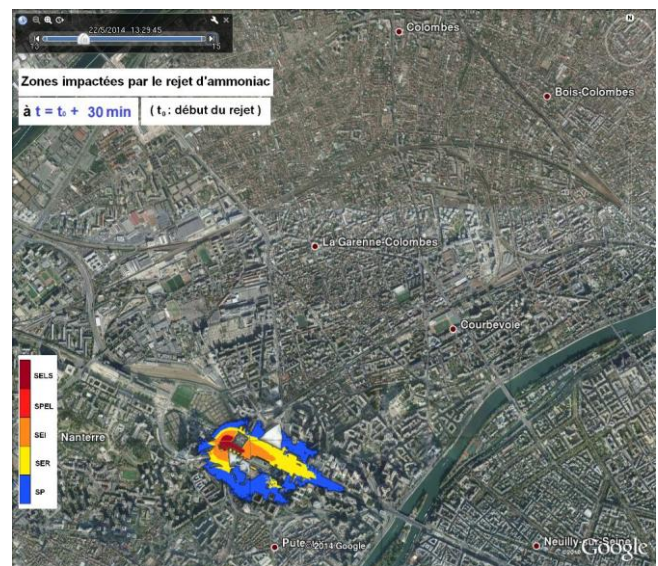 22/5/2014 13:29:45
13
15
Zones impactées par le rejet d'ammoniac
à t = t₀ + 30 min
( t₀ : début du rejet )
N
Colombes
Bois-Colombes
La Garenne-Colombes
Courbevoie
SELS
SPEL
SEI
SER
SP
Nanterre
©2014 Google
Neuilly-sur-Seine
Google